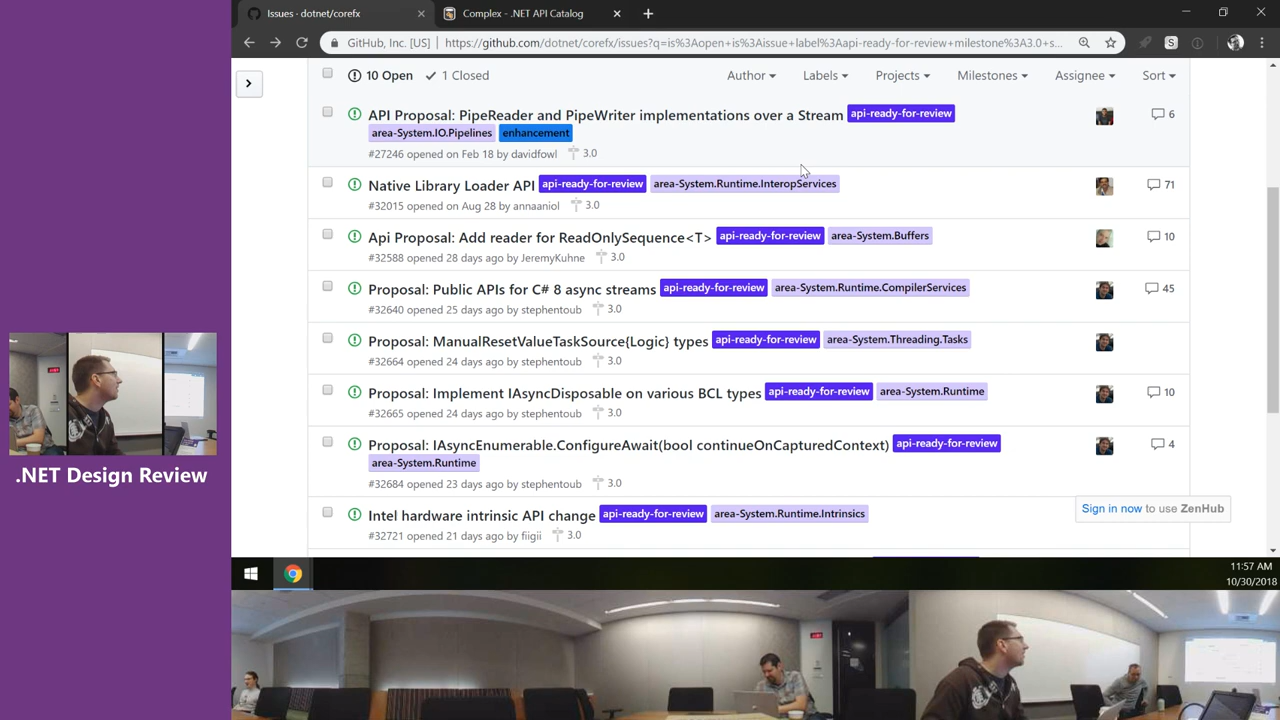 Issues · dotnet/corefx
Complex - .NET API Catalog
GitHub, Inc. [US] | https://github.com/dotnet/corefx/issues?q=is%3Aopen+is%3Aissue+label%3Aapi-ready-for-review+milestone%3A3.0+s...
10 Open 1 Closed Author Labels Projects Milestones Assignee Sort
API Proposal: PipeReader and PipeWriter implementations over a Stream api-ready-for-review 6
area-System.IO.Pipelines enhancement
#27246 opened on Feb 18 by davidfowl 3.0
Native Library Loader API api-ready-for-review area-System.Runtime.InteropServices 71
#32015 opened on Aug 28 by annaaniol 3.0
Api Proposal: Add reader for ReadOnlySequence<T> api-ready-for-review area-System.Buffers 10
#32588 opened 28 days ago by JeremyKuhne 3.0
Proposal: Public APIs for C# 8 async streams api-ready-for-review area-System.Runtime.CompilerServices 45
#32640 opened 25 days ago by stephentoub 3.0
Proposal: ManualResetValueTaskSource{Logic} types api-ready-for-review area-System.Threading.Tasks
#32664 opened 24 days ago by stephentoub 3.0
Proposal: Implement IAsyncDisposable on various BCL types api-ready-for-review area-System.Runtime 10
#32665 opened 24 days ago by stephentoub 3.0
Proposal: IAsyncEnumerable.ConfigureAwait(bool continueOnCapturedContext) api-ready-for-review 4
area-System.Runtime
#32684 opened 23 days ago by stephentoub 3.0
Intel hardware intrinsic API change api-ready-for-review area-System.Runtime.Intrinsics
#32721 opened 21 days ago by fiigii 3.0
Sign in now to use ZenHub
.NET Design Review
11:57 AM
10/30/2018